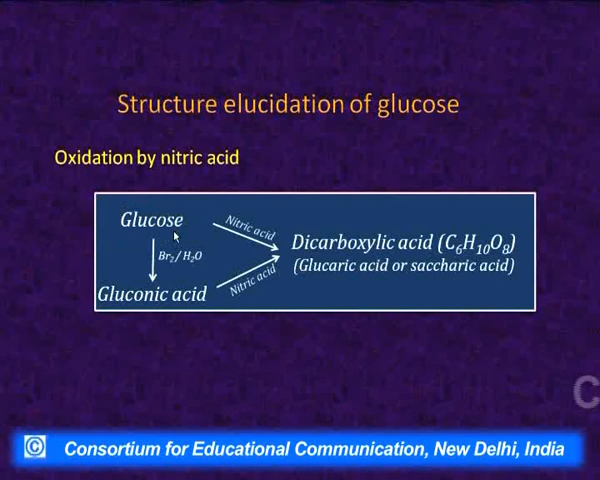 Structure elucidation of glucose
Oxidation by nitric acid
Glucose
Nitric acid
Br₂/H₂O
Dicarboxylic acid (C₆H₁₀O₈)
(Glucaric acid or saccharic acid)
Nitric acid
Gluconic acid
C
© Consortium for Educational Communication, New Delhi, India